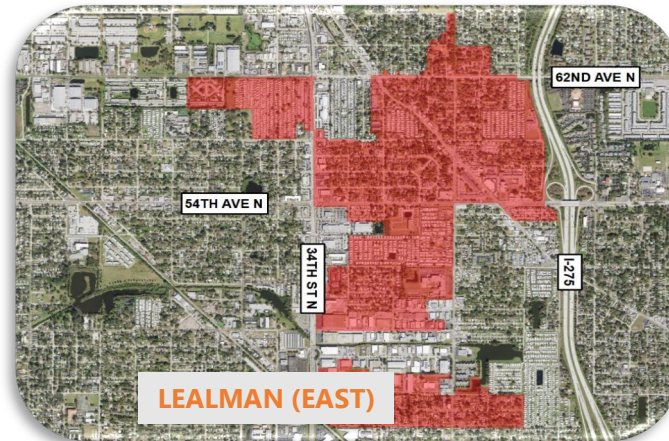 62ND AVE N
54TH AVE N
34TH ST N
I-275
LEALMAN (EAST)